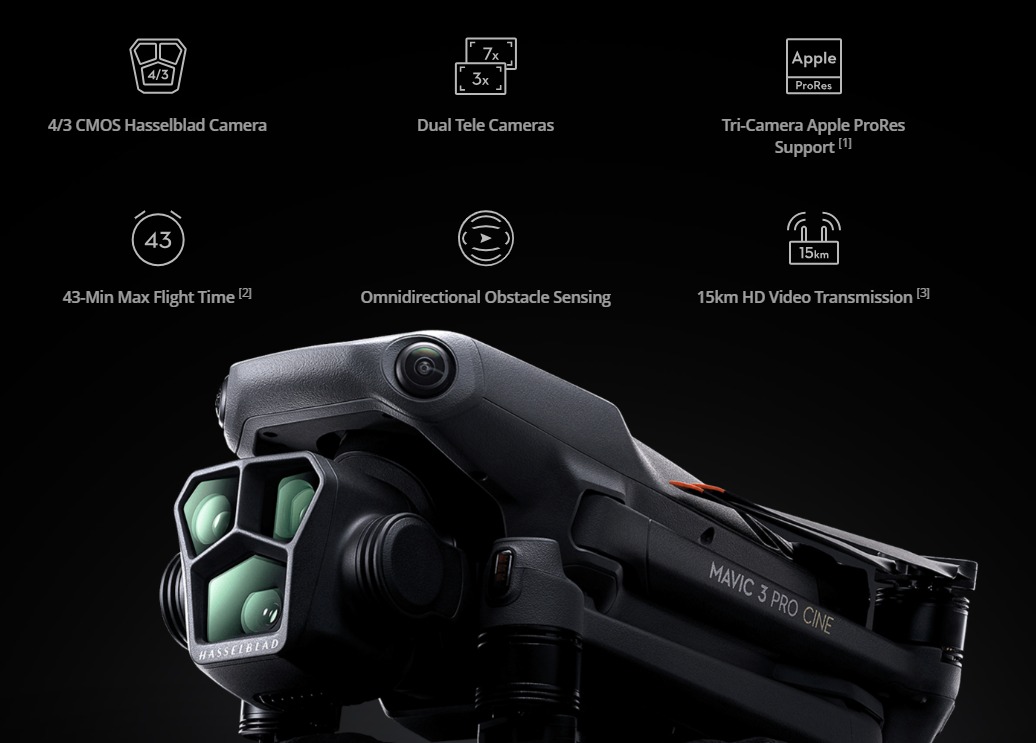 4/3
7x
3x
Apple
ProRes
4/3 CMOS Hasselblad Camera
Dual Tele Cameras
Tri-Camera Apple ProRes
Support [1]
43
15km
43-Min Max Flight Time [2]
Omnidirectional Obstacle Sensing
15km HD Video Transmission [3]
MAVIC 3 PRO CINE
HASSELBLAD